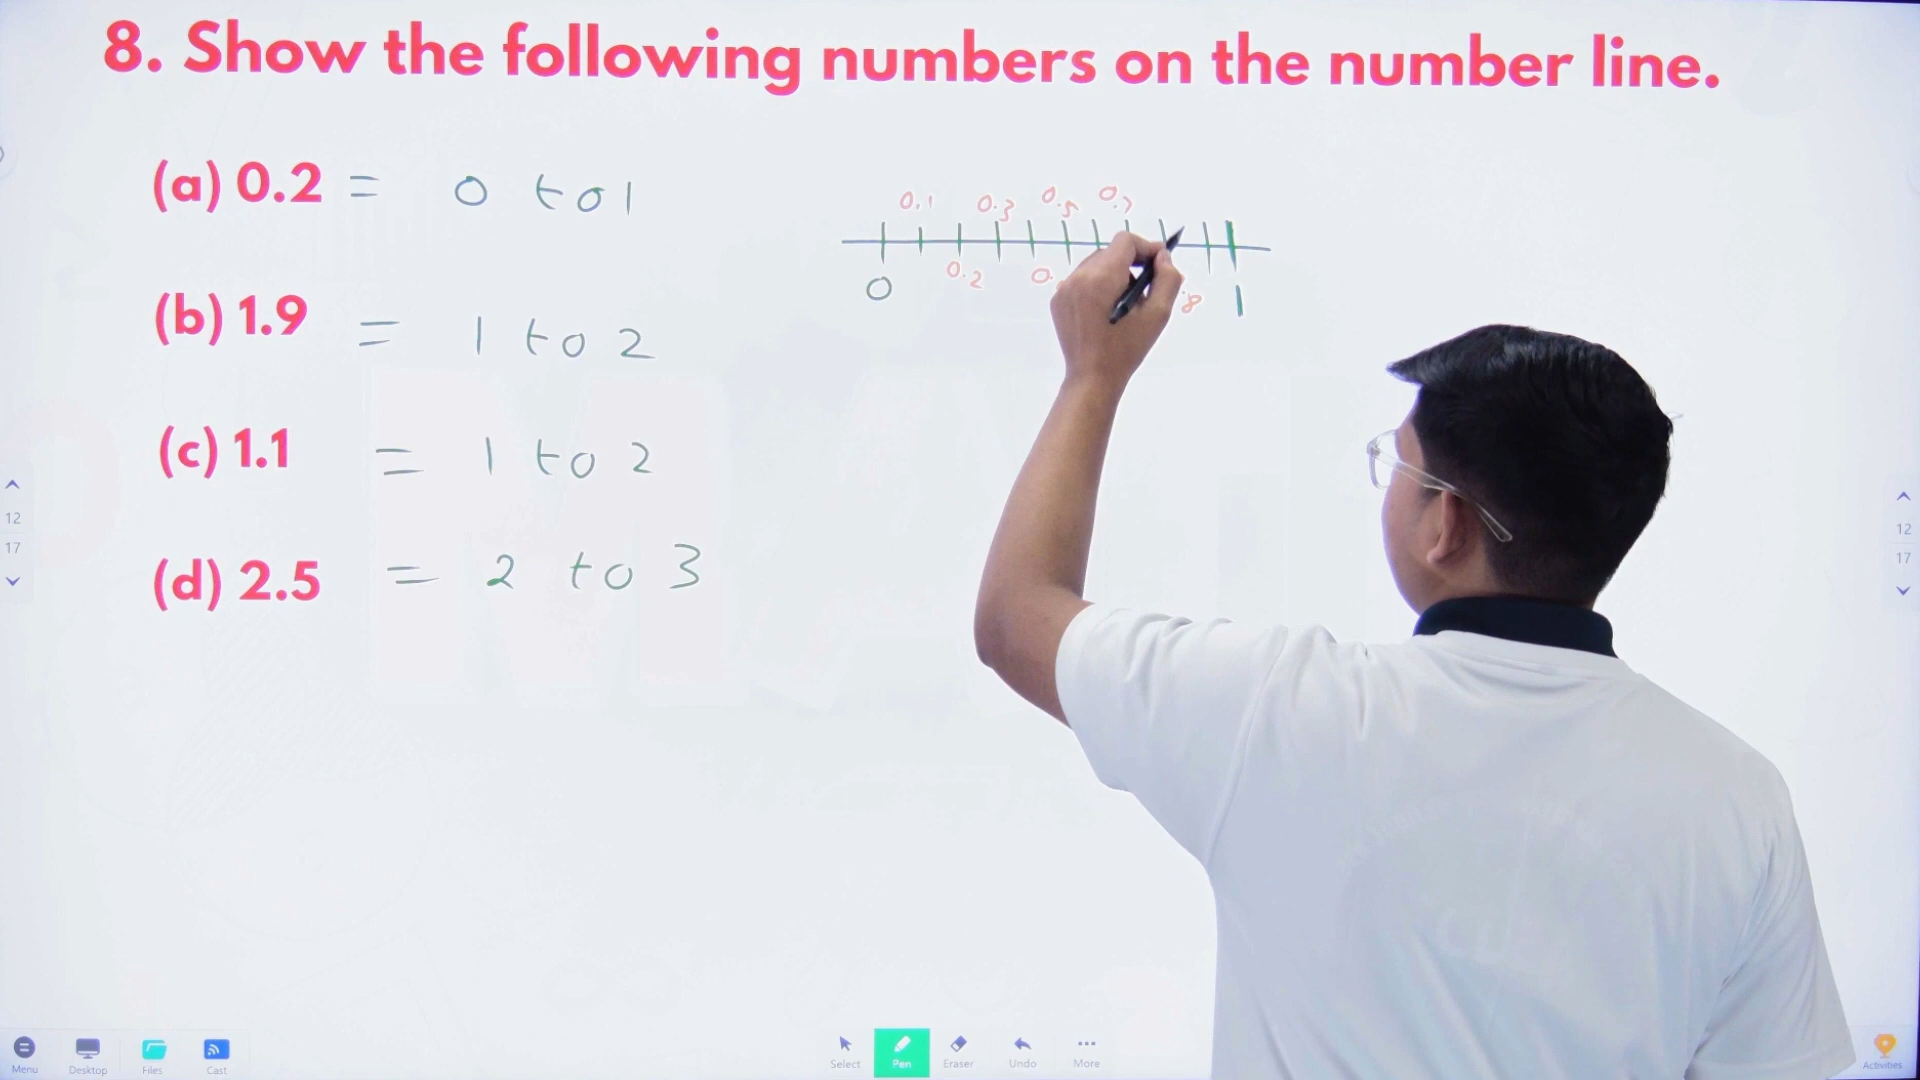 8. Show the following numbers on the number line.
(a) 0.2 = 0 to 1
0.1 0.3 0.5 0.7
0.2 0. 8
0 1
(b) 1.9 = 1 to 2
(c) 1.1 = 1 to 2
(d) 2.5 = 2 to 3
12 12
17 17
Menu Desktop Files Cast Select Pen Eraser Undo More Activities